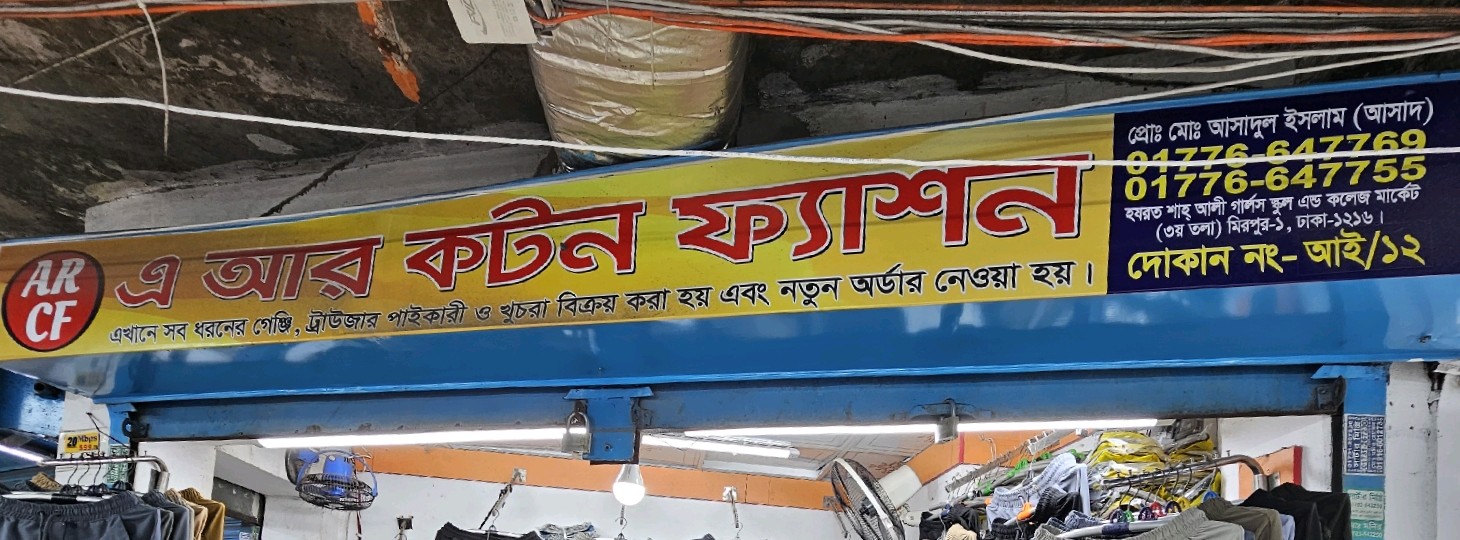 AR
CF
এ আর কটন ফ্যাশন
এখানে সব ধরনের গেঞ্জি, ট্রাউজার পাইকারী ও খুচরা বিক্রয় করা হয় এবং নতুন অর্ডার নেওয়া হয়।
প্রোঃ মোঃ আসাদুল ইসলাম (আসাদ)
01776-647769
01776-647755
হযরত শাহ্ আলী গার্লস স্কুল এন্ড কলেজ মার্কেট
(৩য় তলা) মিরপুর-১, ঢাকা-১২১৬।
দোকান নং- আই/১২
20 Mbps